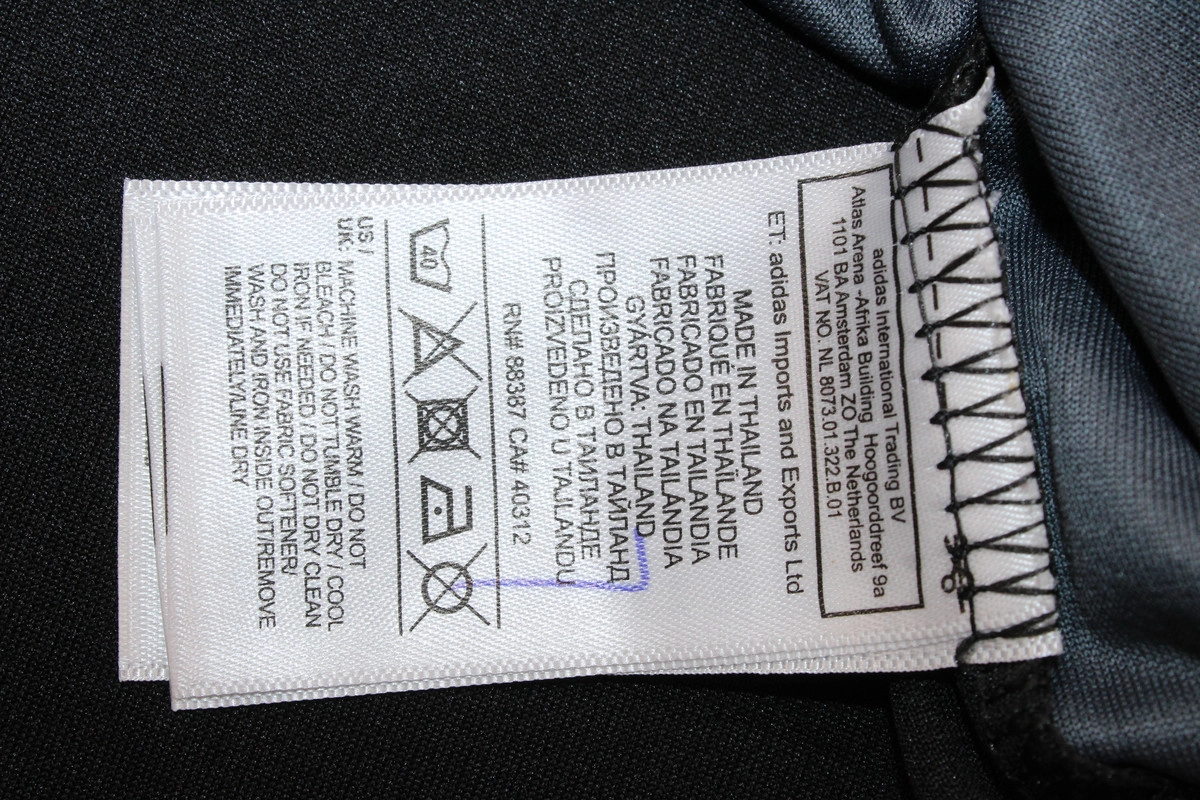 adidas International Trading BV
Atlas Arena -Afrika Building Hoogoorddreef 9a
1101 BA Amsterdam ZO The Netherlands
VAT NO. NL 8073.01.322.B.01
ET: adidas Imports and Exports Ltd
MADE IN THAILAND
FABRIQUÉ EN THAÏLANDE
FABRICADO EN TAILANDIA
FABRICADO NA TAILÂNDIA
GYÁRTVA: THAILAND
ПРОИЗВЕДЕНО В ТАЙЛАНД
СДЕЛАНО В ТАИЛАНДЕ
PROIZVEDENO U TAJLANDU
RN# 88387 CA# 40312
40
US /
UK: MACHINE WASH WARM / DO NOT
BLEACH / DO NOT TUMBLE DRY / COOL
IRON IF NEEDED / DO NOT DRY CLEAN
DO NOT USE FABRIC SOFTENER/
WASH AND IRON INSIDE OUT/REMOVE
IMMEDIATELY/LINE DRY